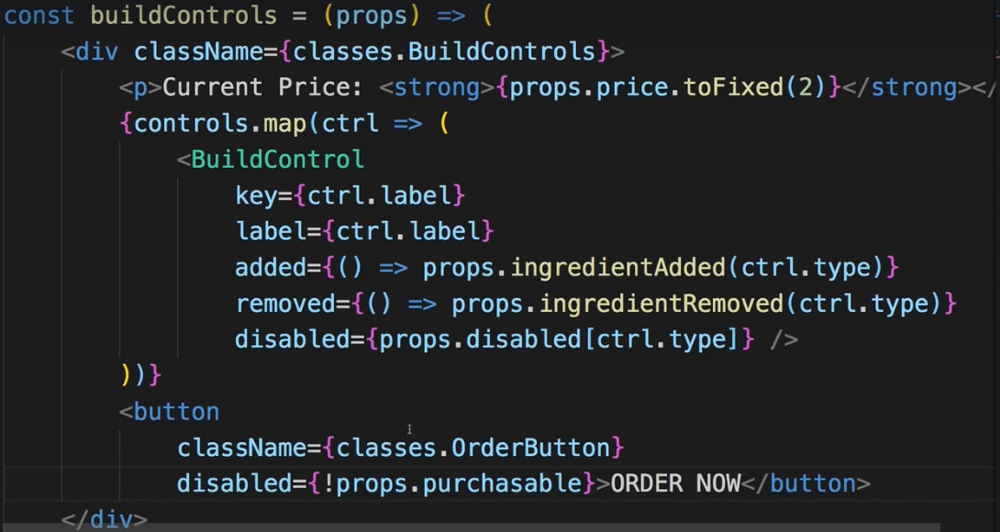 const buildControls = (props) => (
    <div className={classes.BuildControls}>
        <p>Current Price: <strong>{props.price.toFixed(2)}</strong></
        {controls.map(ctrl => (
            <BuildControl
                key={ctrl.label}
                label={ctrl.label}
                added={() => props.ingredientAdded(ctrl.type)}
                removed={() => props.ingredientRemoved(ctrl.type)}
                disabled={props.disabled[ctrl.type]} />
        ))}
        <button
            className={classes.OrderButton}
            disabled={!props.purchasable}>ORDER NOW</button>
    </div>